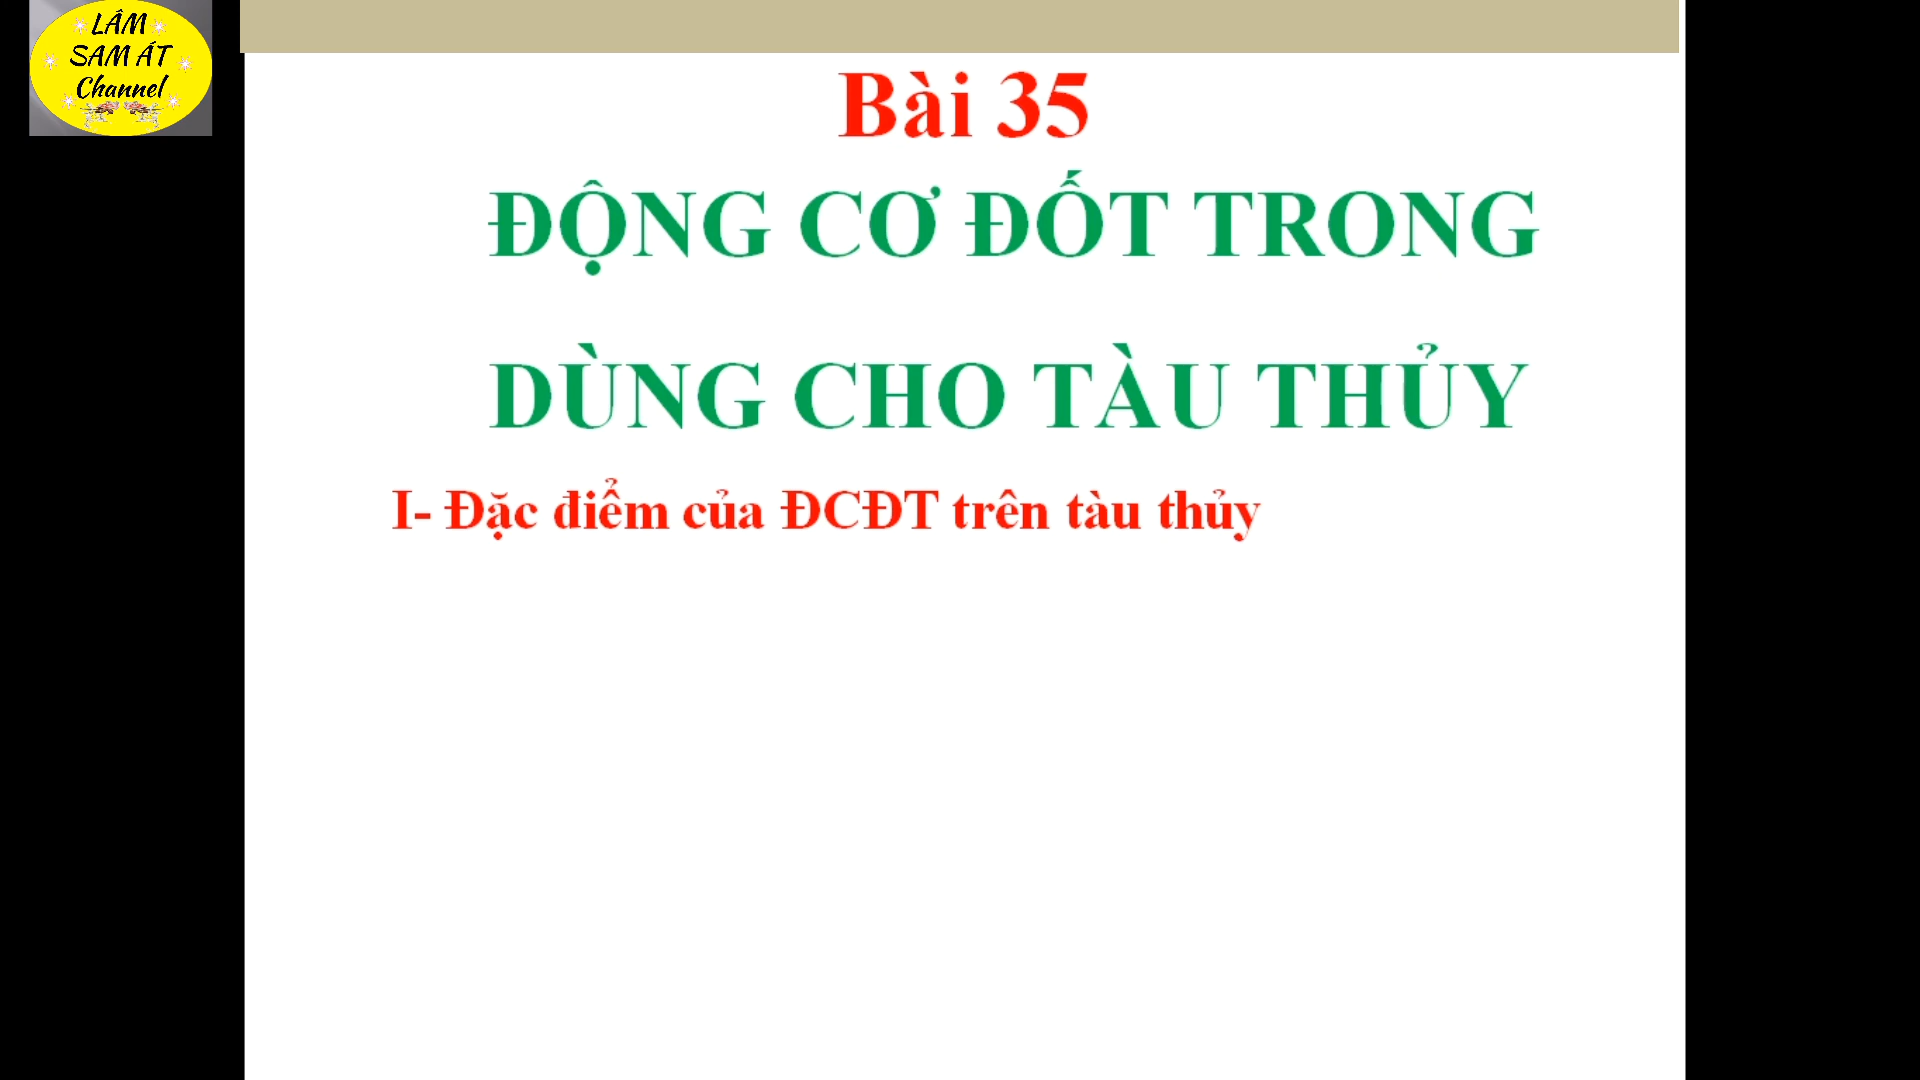 LÂM
SAM ÁT
Channel
Bài 35
ĐỘNG CƠ ĐỐT TRONG
DÙNG CHO TÀU THỦY
I- Đặc điểm của ĐCĐT trên tàu thủy